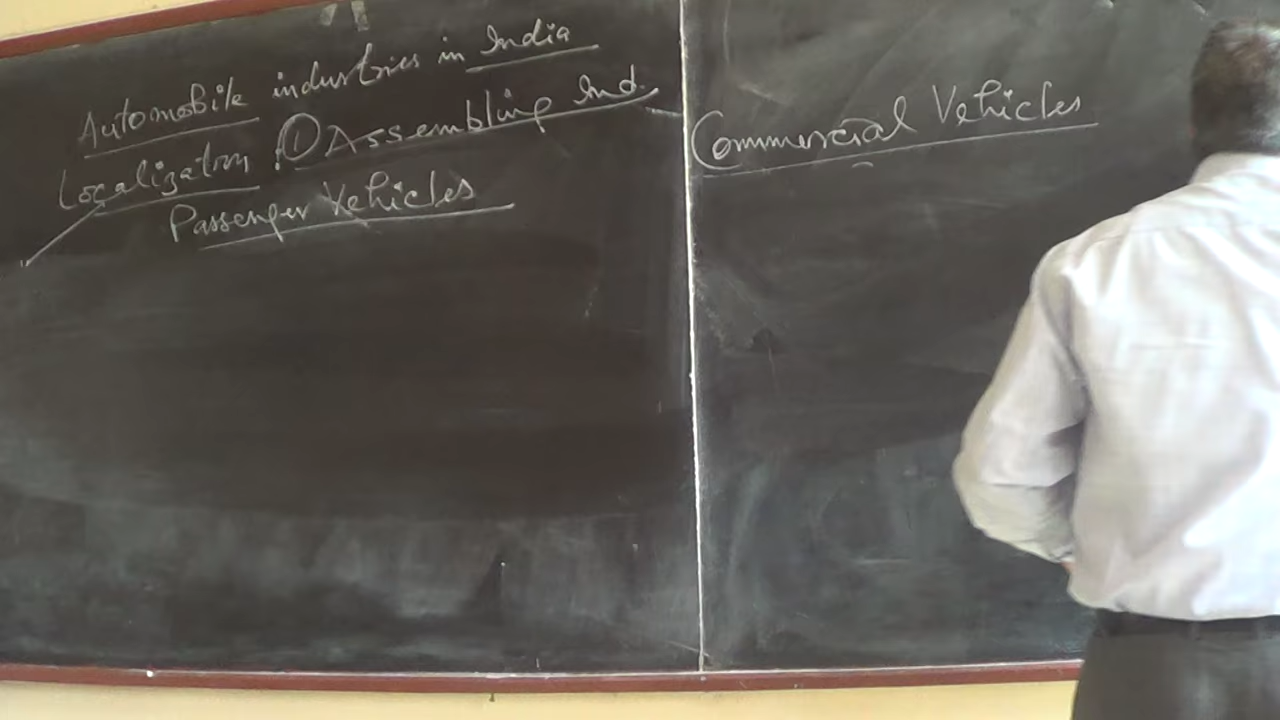 Automobile industries in India
Localization : ① Assembling Ind.
Passenger Vehicles
Commercial Vehicles